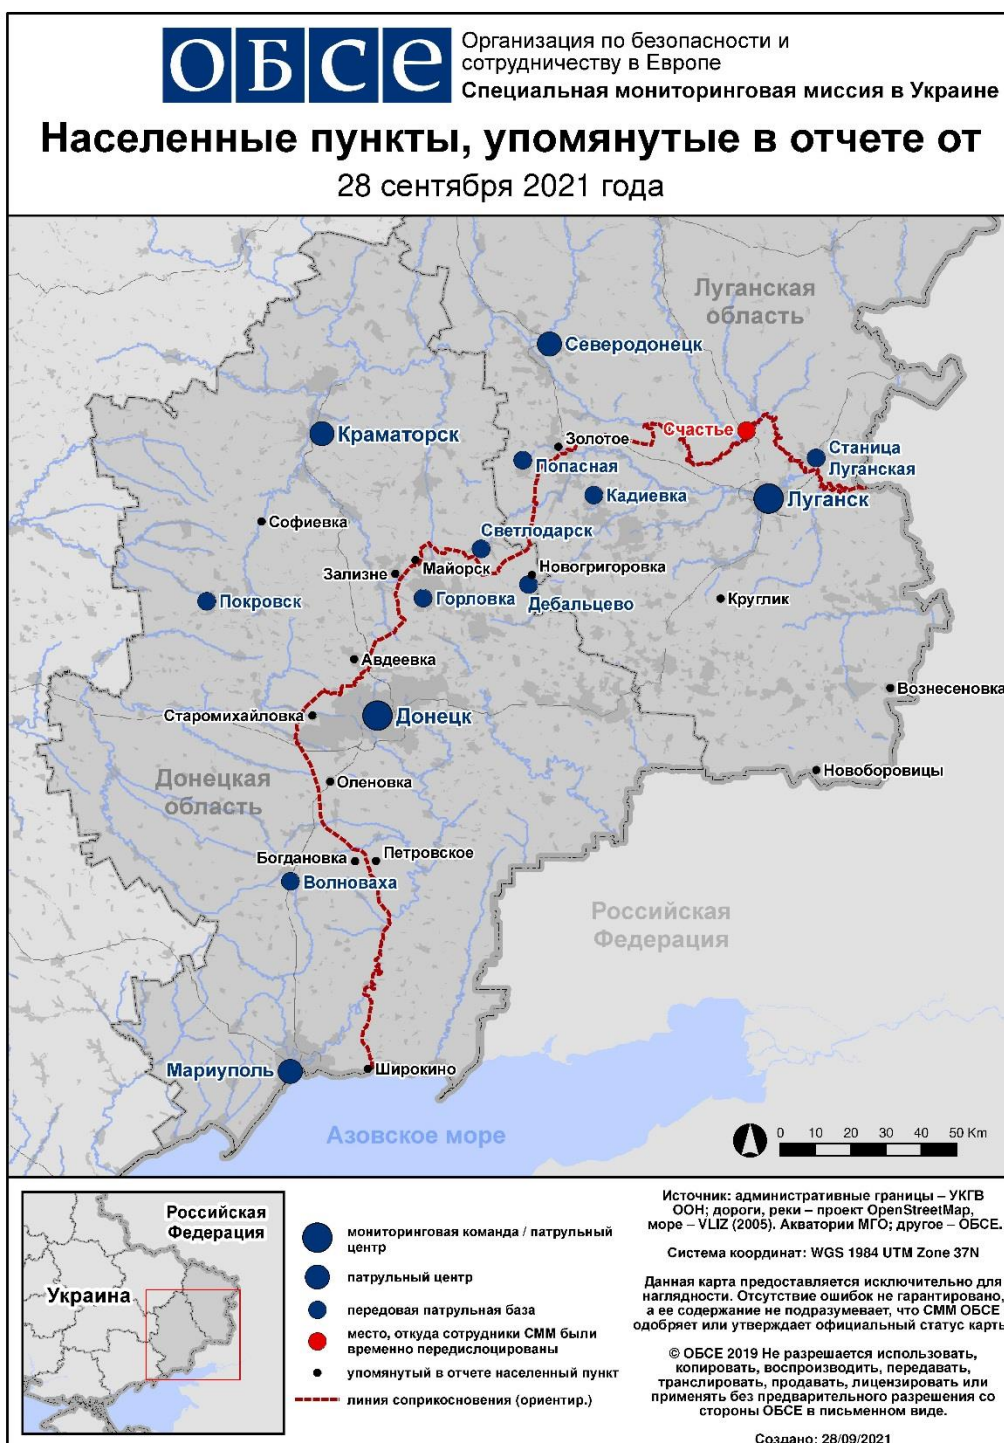 ОБСЕ
Организация по безопасности и
сотрудничеству в Европе
Специальная мониторинговая миссия в Украине
Населенные пункты, упомянутые в отчете от
28 сентября 2021 года
Луганская
область
Северодонецк
Счастье
Краматорск
Золотое
Станица
Луганская
Попасная
Кадиевка
Луганск
Софиевка
Светлодарск
Майорск
Новогригоровка
Зализне
Покровск
Горловка
Дебальцево
Круглик
Авдеевка
Вознесеновка
Старомихайловка
Донецк
Донецкая
область
Оленовка
Новоборовицы
Богдановка
Петровское
Волноваха
Российская
Федерация
Мариуполь
Широкино
Азовское море
0 10 20 30 40 50 Km
Российская
Федерация
Украина
мониторинговая команда / патрульный
центр
патрульный центр
передовая патрульная база
место, откуда сотрудники СММ были
временно передислоцированы
упомянутый в отчете населенный пункт
линия соприкосновения (ориентир.)
Источник: административные границы – УКГВ
ООН; дороги, реки – проект OpenStreetMap,
море – VLIZ (2005). Акватории МГО; другое – ОБСЕ.
Система координат: WGS 1984 UTM Zone 37N
Данная карта предоставляется исключительно для
наглядности. Отсутствие ошибок не гарантировано,
а ее содержание не подразумевает, что СММ ОБСЕ
одобряет или утверждает официальный статус карты
© ОБСЕ 2019 Не разрешается использовать,
копировать, воспроизводить, передавать,
транслировать, продавать, лицензировать или
применять без предварительного разрешения со
стороны ОБСЕ в письменном виде.
Создано: 28/09/2021